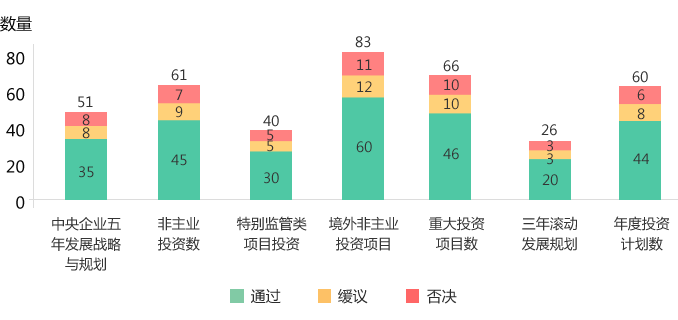 数量
80
60
40
20
0
51
8
8
35
61
7
9
45
40
5
5
30
83
11
12
60
66
10
10
46
26
3
3
20
60
6
8
44
中央企业五
年发展战略
与规划
非主业
投资数
特别监管类
项目投资
境外非主业
投资项目
重大投资
项目数
三年滚动
发展规划
年度投资
计划数
通过
缓议
否决